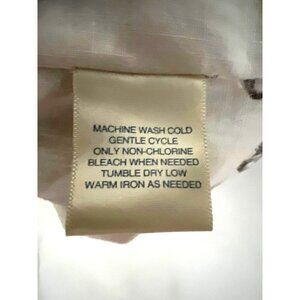 MACHINE WASH COLD
GENTLE CYCLE
ONLY NON-CHLORINE
BLEACH WHEN NEEDED
TUMBLE DRY LOW
WARM IRON AS NEEDED